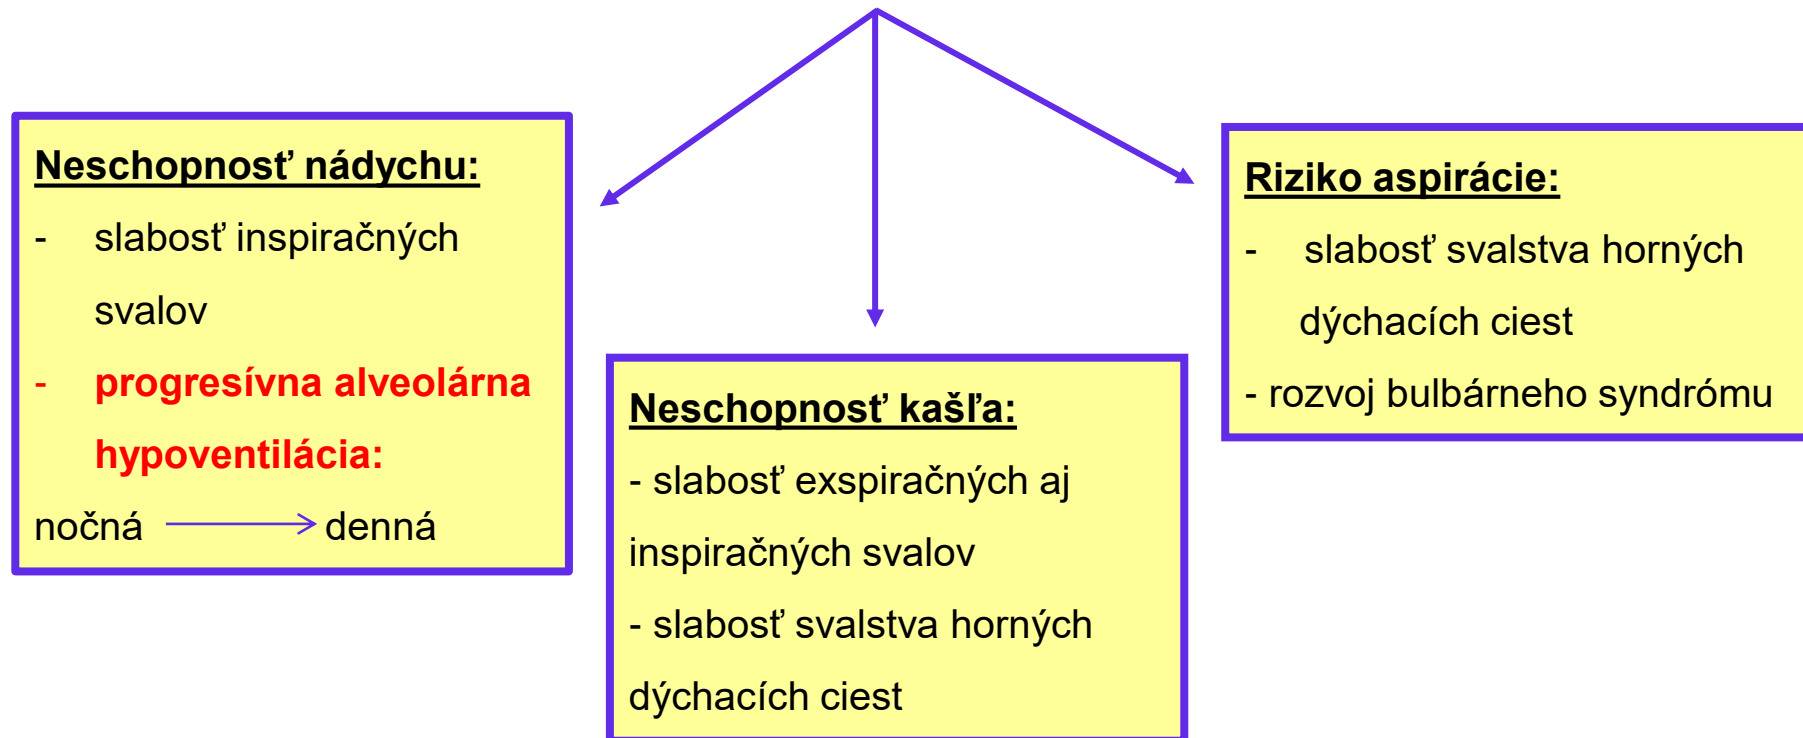 Neschopnosť nádychu:
- slabosť inspiračných
svalov
- progresívna alveolárna
hypoventilácia:
nočná denná
Neschopnosť kašľa:
- slabosť exspiračných aj
inspiračných svalov
- slabosť svalstva horných
dýchacích ciest
Riziko aspirácie:
- slabosť svalstva horných
dýchacích ciest
- rozvoj bulbárneho syndrómu